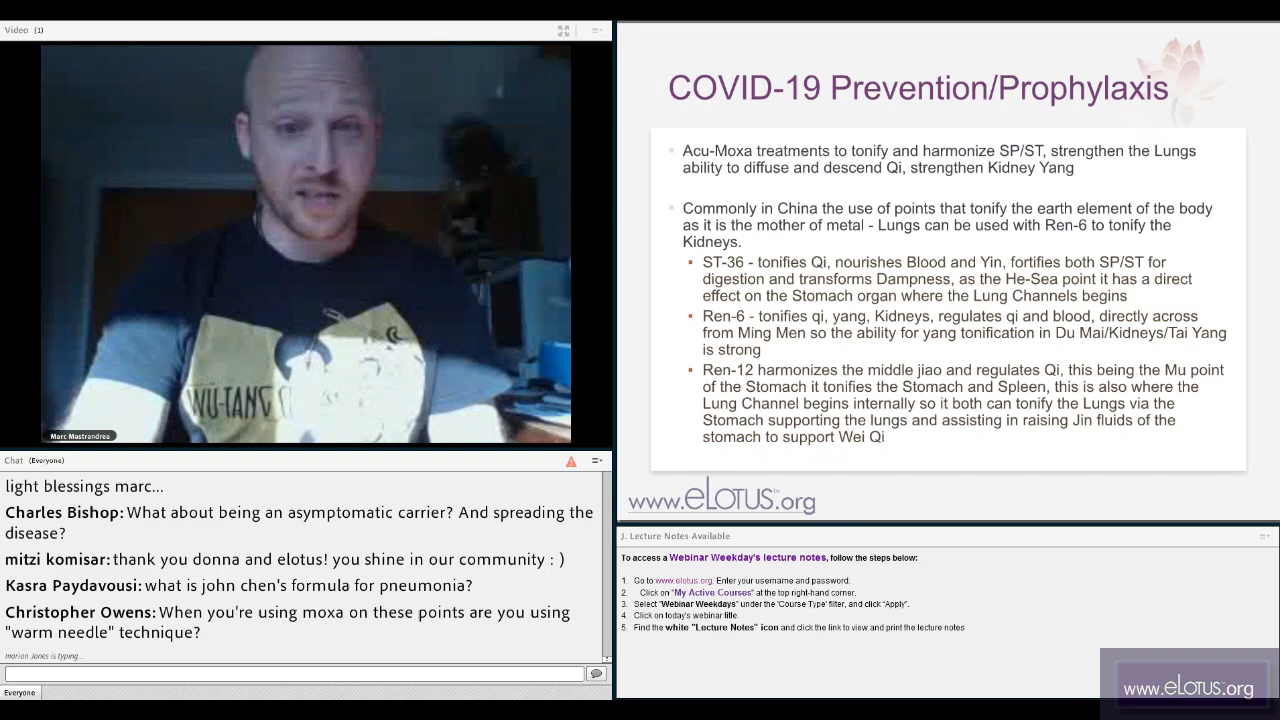 Video (1)
WU-TANG
Marc Mastrandrea
Chat (Everyone)
light blessings marc...
Charles Bishop: What about being an asymptomatic carrier? And spreading the
disease?
mitzi komisar: thank you donna and elotus! you shine in our community : )
Kasra Paydavousi: what is john chen's formula for pneumonia?
Christopher Owens: When you're using moxa on these points are you using
"warm needle" technique?
marion Jones is typing...
Everyone
COVID-19 Prevention/Prophylaxis
Acu-Moxa treatments to tonify and harmonize SP/ST, strengthen the Lungs
ability to diffuse and descend Qi, strengthen Kidney Yang
Commonly in China the use of points that tonify the earth element of the body
as it is the mother of metal - Lungs can be used with Ren-6 to tonify the
Kidneys.
ST-36 - tonifies Qi, nourishes Blood and Yin, fortifies both SP/ST for
digestion and transforms Dampness, as the He-Sea point it has a direct
effect on the Stomach organ where the Lung Channels begins
Ren-6 - tonifies qi, yang, Kidneys, regulates qi and blood, directly across
from Ming Men so the ability for yang tonification in Du Mai/Kidneys/Tai Yang
is strong
Ren-12 harmonizes the middle jiao and regulates Qi, this being the Mu point
of the Stomach it tonifies the Stomach and Spleen, this is also where the
Lung Channel begins internally so it both can tonify the Lungs via the
Stomach supporting the lungs and assisting in raising Jin fluids of the
stomach to support Wei Qi
www.eLOTUS.org
J. Lecture Notes Available
To access a Webinar Weekday's lecture notes, follow the steps below:
1. Go to www.elotus.org. Enter your username and password.
2. Click on "My Active Courses" at the top right-hand corner.
3. Select "Webinar Weekdays" under the 'Course Type' filter, and click "Apply".
4. Click on today's webinar title.
5. Find the white "Lecture Notes" icon and click the link to view and print the lecture notes
www.eLOTUS.org